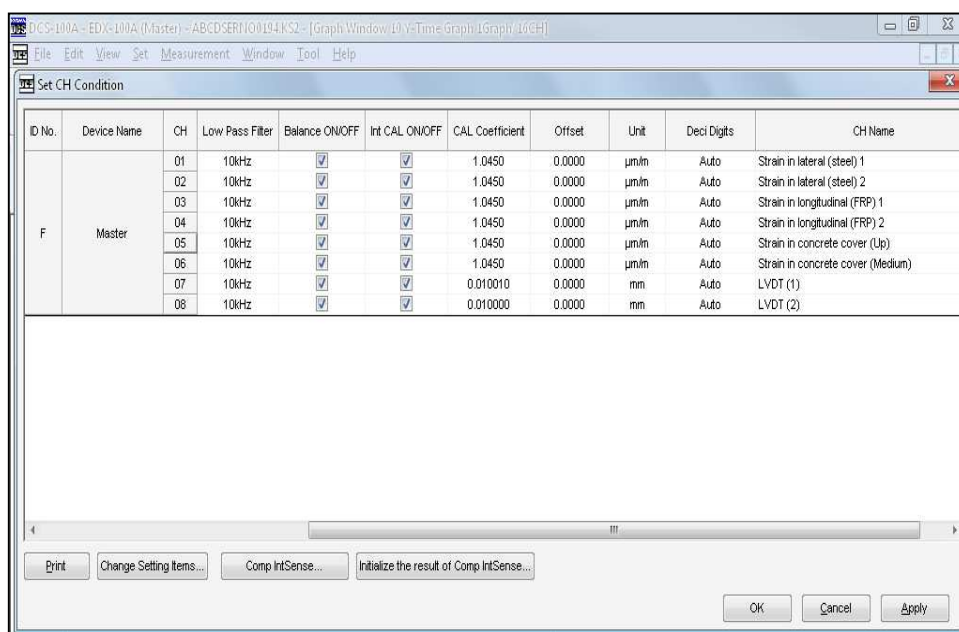 DCS-100A - EDX-100A (Master) - ABCDSERNO0194.KS2 - [Graph Window 10 Y-Time Graph 1Graph/ 16CH]
File Edit View Set Measurement Window Tool Help
Set CH Condition
ID No. Device Name CH Low Pass Filter Balance ON/OFF Int CAL ON/OFF CAL Coefficient Offset Unit Deci Digits CH Name
01 10kHz 1.0450 0.0000 µm/m Auto Strain in lateral (steel) 1
02 10kHz 1.0450 0.0000 µm/m Auto Strain in lateral (steel) 2
03 10kHz 1.0450 0.0000 µm/m Auto Strain in longitudinal (FRP) 1
04 10kHz 1.0450 0.0000 µm/m Auto Strain in longitudinal (FRP) 2
F Master
05 10kHz 1.0450 0.0000 µm/m Auto Strain in concrete cover (Up)
06 10kHz 1.0450 0.0000 µm/m Auto Strain in concrete cover (Medium)
07 10kHz 0.010010 0.0000 mm Auto LVDT (1)
08 10kHz 0.010000 0.0000 mm Auto LVDT (2)
Print Change Setting Items... Comp IntSense... Initialize the result of Comp IntSense...
OK Cancel Apply